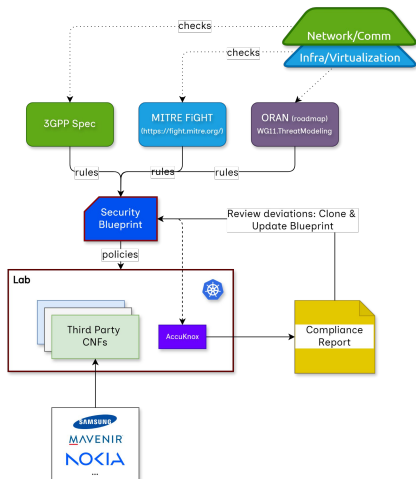 Network/Comm
checks
checks
Infra/Virtualization
3GPP Spec
MITRE FiGHT
(https://fight.mitre.org/)
ORAN (roadmap)
WG11.ThreatModeling
rules
rules
rules
Security
Blueprint
Review deviations: Clone &
Update Blueprint
policies
Lab
Third Party
CNFs
AccuKnox
Compliance
Report
SAMSUNG
MAVENIR
NOKIA
...